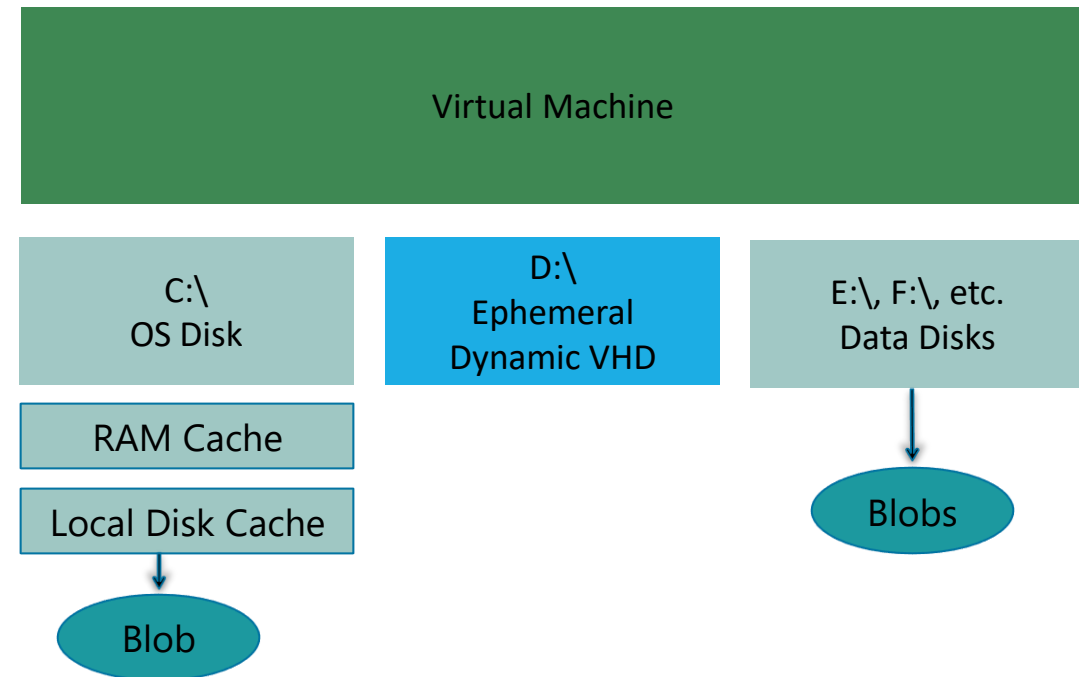 Virtual Machine
C:\
OS Disk
D:\
Ephemeral
Dynamic VHD
E:\, F:\, etc.
Data Disks
RAM Cache
Local Disk Cache
Blobs
Blob